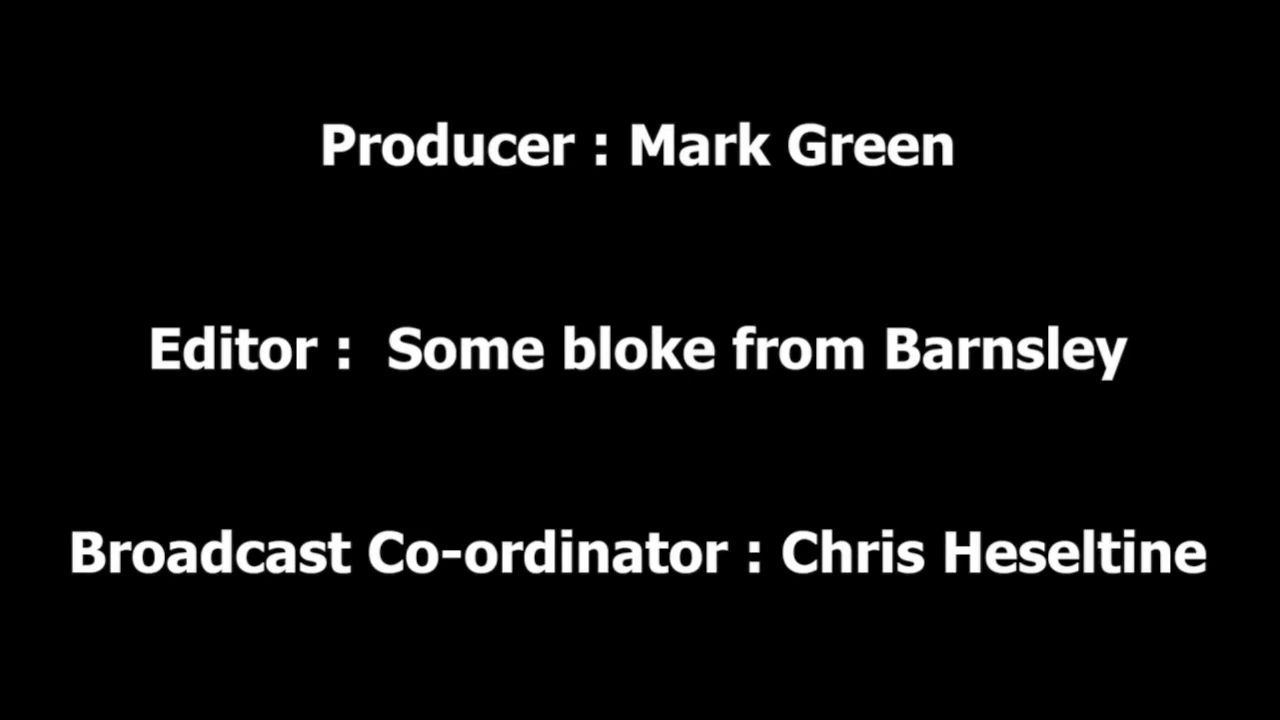 Producer : Mark Green
Editor :  Some bloke from Barnsley
Broadcast Co-ordinator : Chris Heseltine